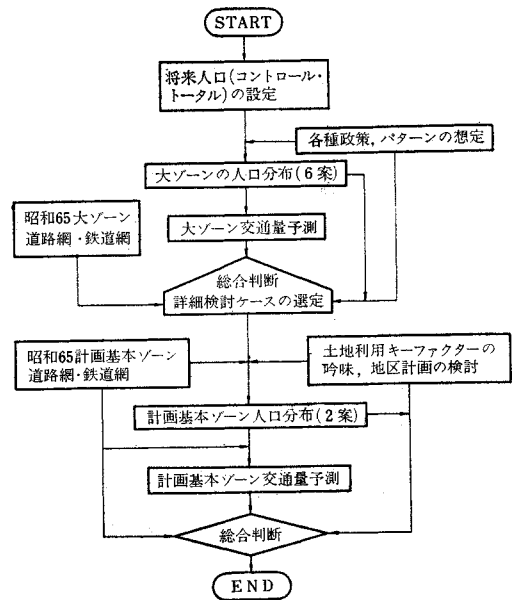 START
将来人口(コントロール・
トータル)の設定
各種政策,パターンの想定
大ゾーンの人口分布(6案)
昭和65大ゾーン
道路網・鉄道網
大ゾーン交通量予測
総合判断
詳細検討ケースの選定
昭和65計画基本ゾーン
道路網・鉄道網
土地利用キーファクターの
吟味,地区計画の検討
計画基本ゾーン人口分布(2案)
計画基本ゾーン交通量予測
総合判断
END